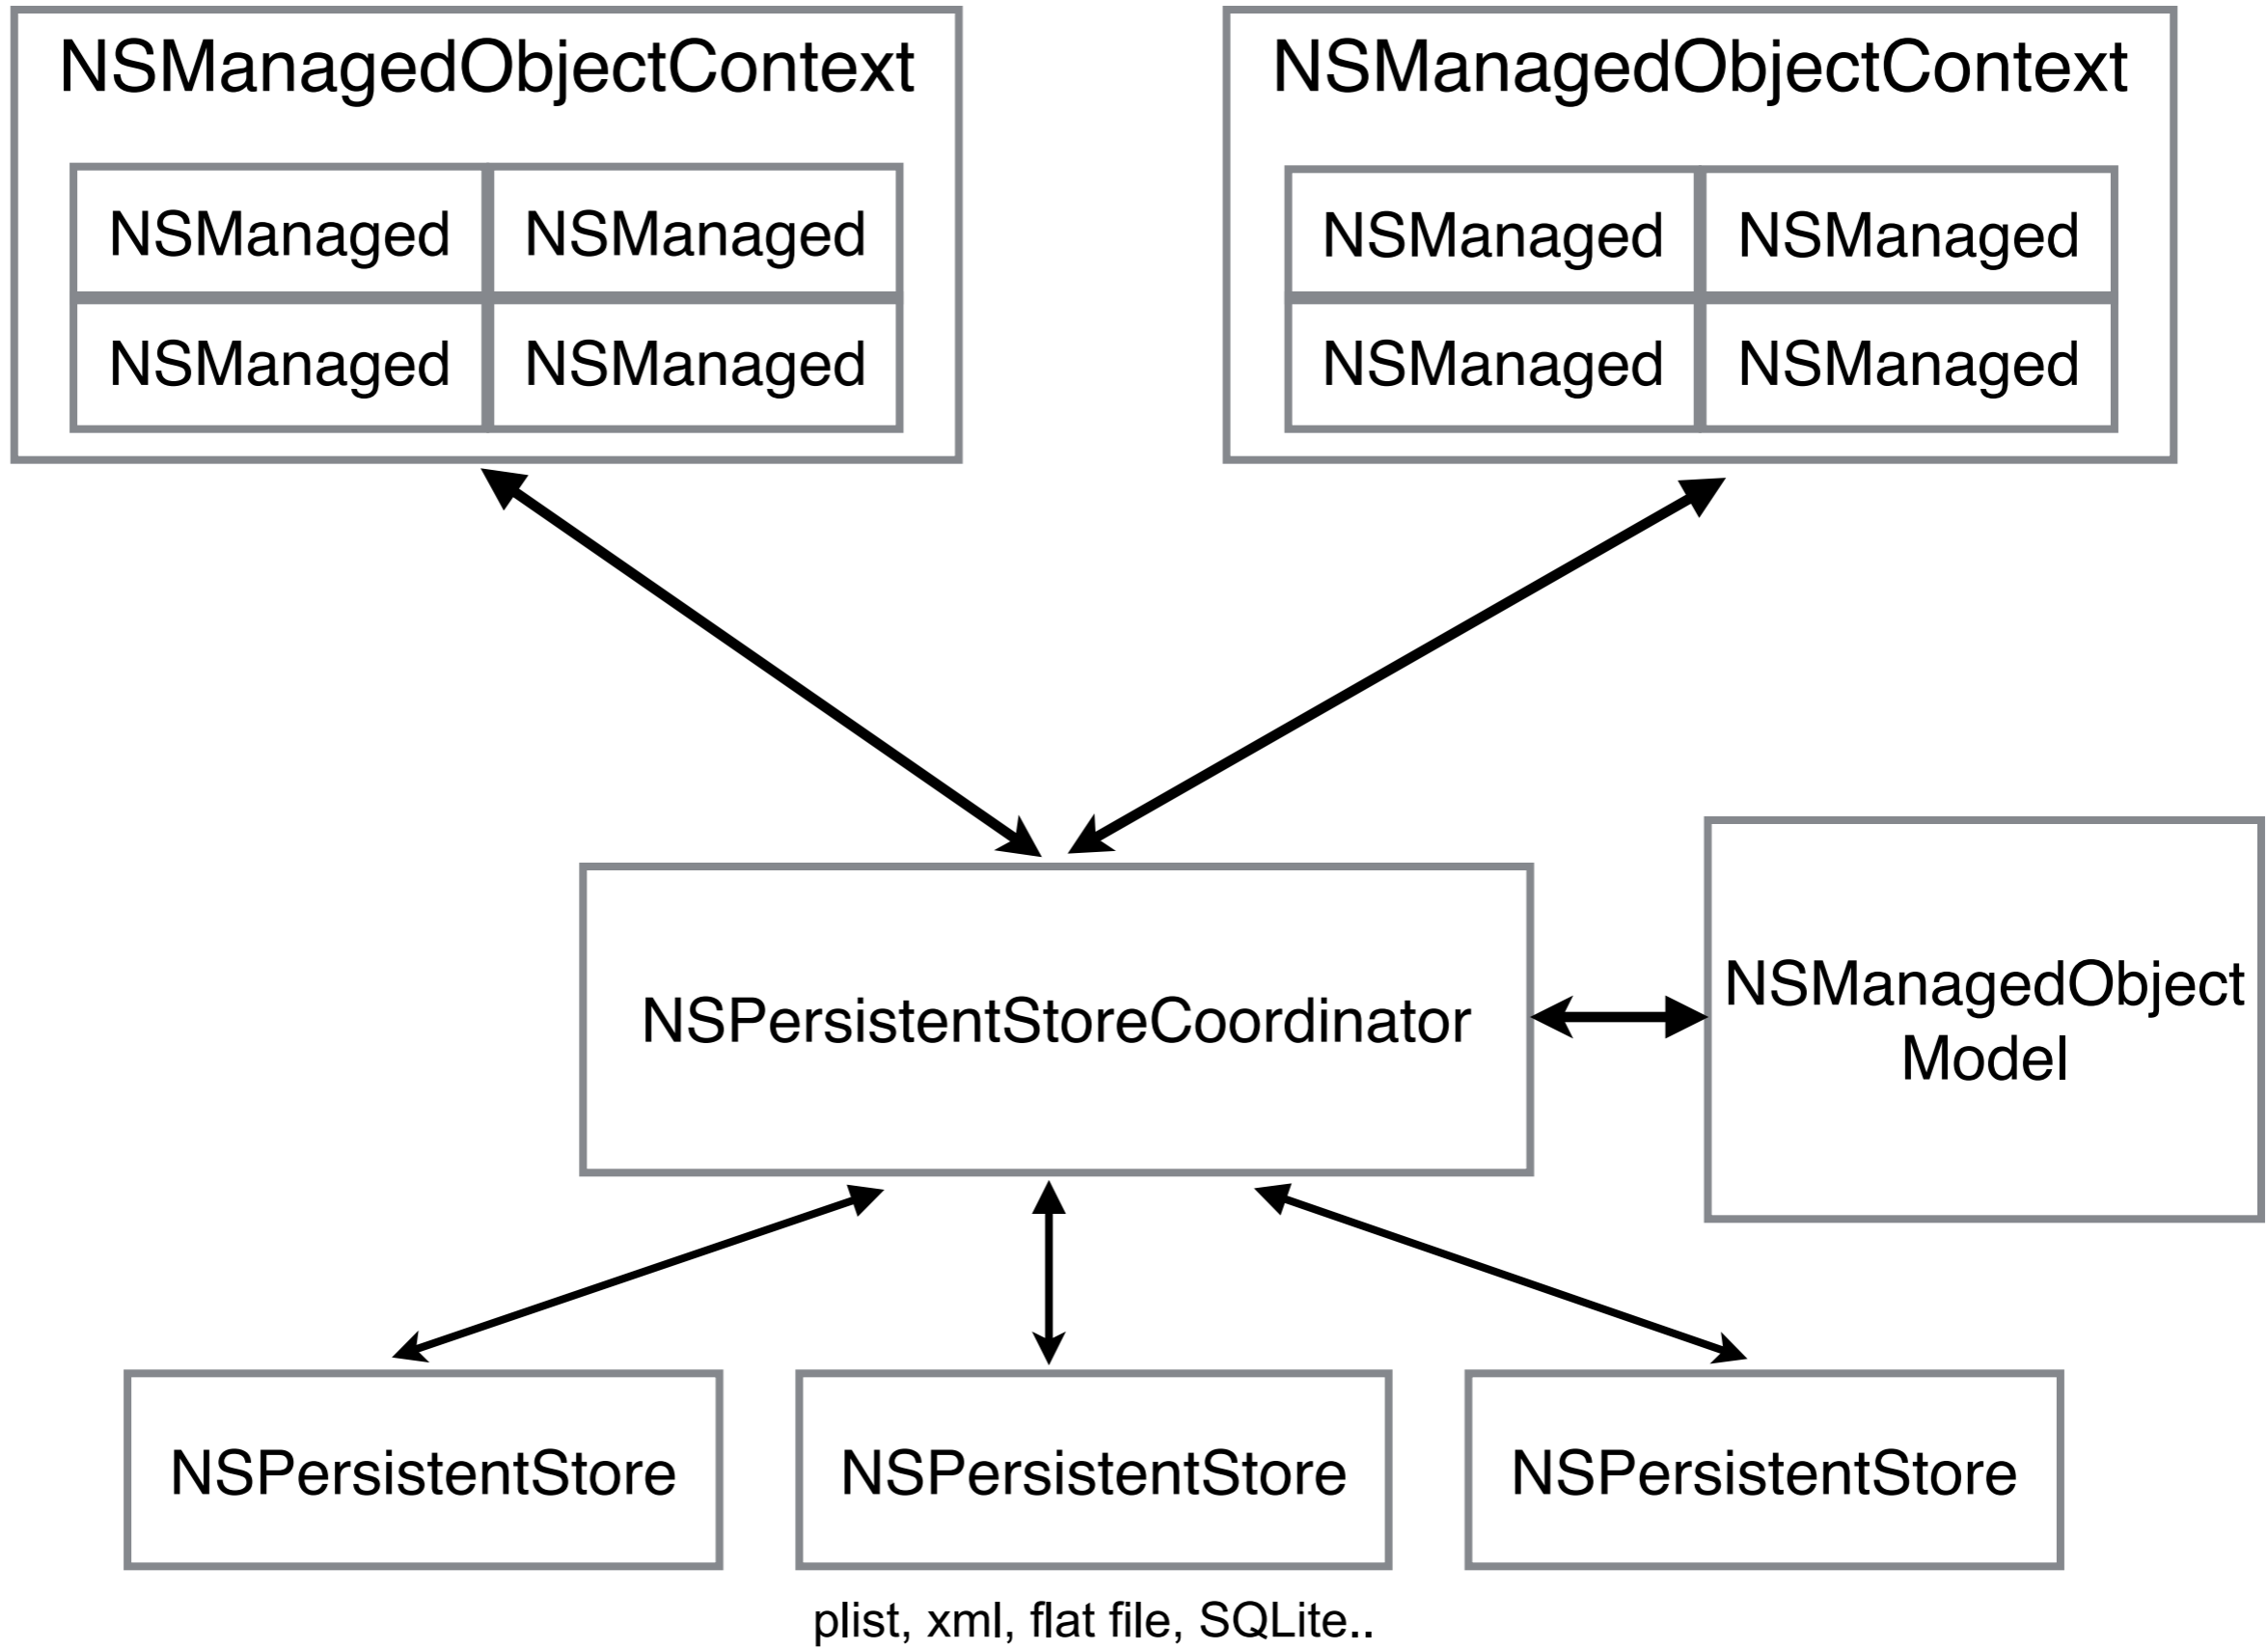 NSManagedObjectContext
NSManaged NSManaged
NSManaged NSManaged
NSManagedObjectContext
NSManaged NSManaged
NSManaged NSManaged
NSPersistentStoreCoordinator
NSManagedObject
Model
NSPersistentStore
NSPersistentStore
NSPersistentStore
plist, xml, flat file, SQLite..